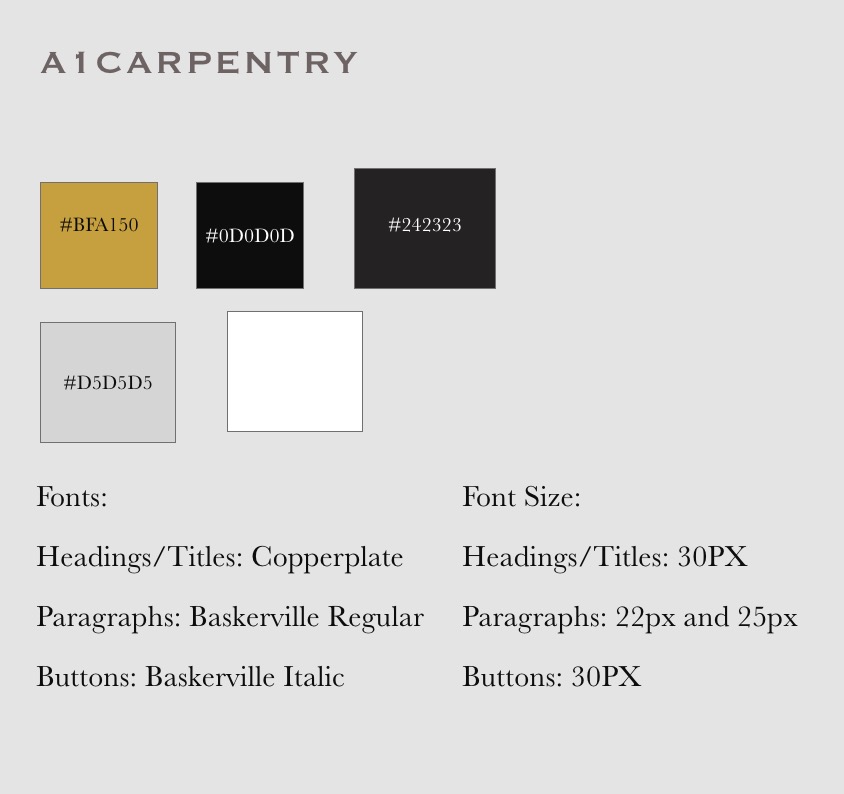 A1CARPENTRY
#BFA150
#0D0D0D
#242323
#D5D5D5
Fonts:
Headings/Titles: Copperplate
Paragraphs: Baskerville Regular
Buttons: Baskerville Italic
Font Size:
Headings/Titles: 30PX
Paragraphs: 22px and 25px
Buttons: 30PX